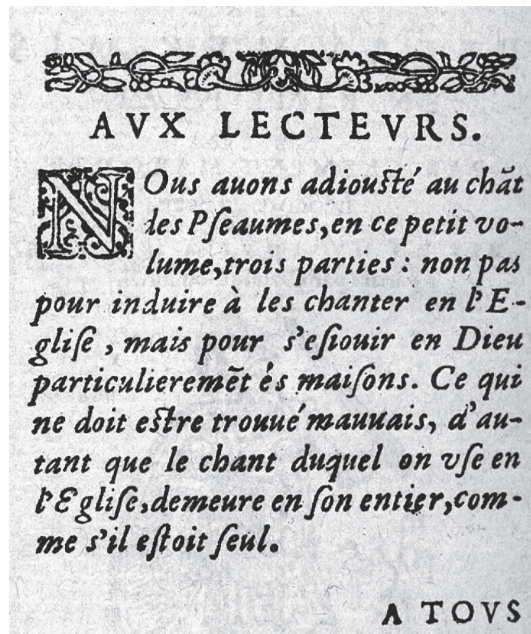 AVX LECTEVRS.
NOus auons adiousté au chãt
les Pſeaumes, en ce petit vo-
lume, trois parties : non pas
pour induire à les chanter en l'E-
gliſe, mais pour s'eſiouir en Dieu
particulieremẽt és maiſons. Ce qui
ne doit eſtre trouué mauuais, d'au-
tant que le chant duquel on vſe en
l'Egliſe, demeure en ſon entier, com-
me s'il eſtoit ſeul.
A TOVS